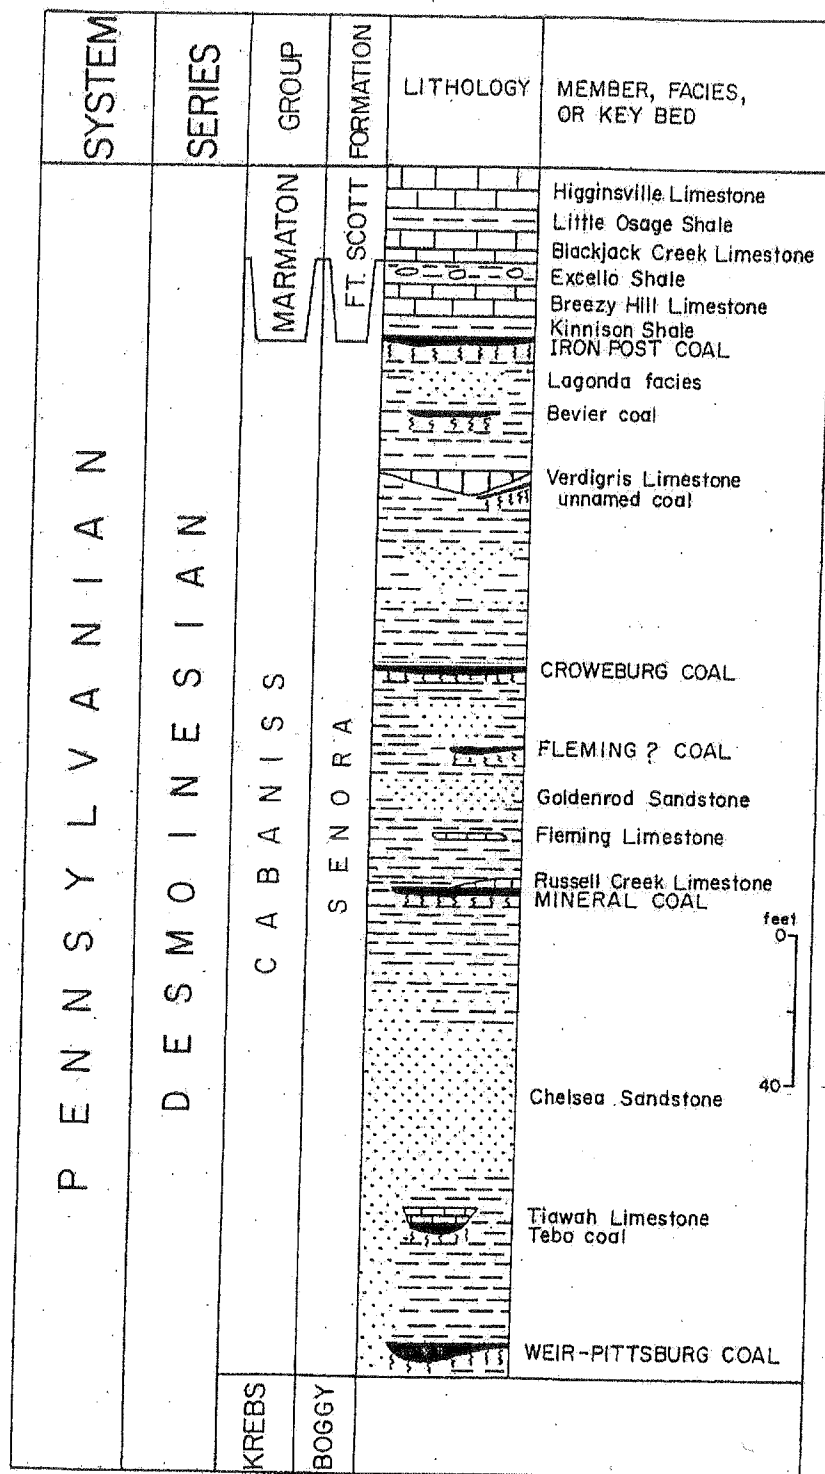 SYSTEM
SERIES
GROUP
FORMATION
LITHOLOGY
MEMBER, FACIES,
OR KEY BED
PENNSYLVANIAN
DESMOINESIAN
MARMATON
FT. SCOTT
CABANISS
SENORA
KREBS
BOGGY
Higginsville Limestone
Little Osage Shale
Blackjack Creek Limestone
Excello Shale
Breezy Hill Limestone
Kinnison Shale
IRON POST COAL
Lagonda facies
Bevier coal
Verdigris Limestone
unnamed coal
CROWEBURG COAL
FLEMING ? COAL
Goldenrod Sandstone
Fleming Limestone
Russell Creek Limestone
MINERAL COAL
feet
0
40
Chelsea Sandstone
Tiawah Limestone
Tebo coal
WEIR-PITTSBURG COAL